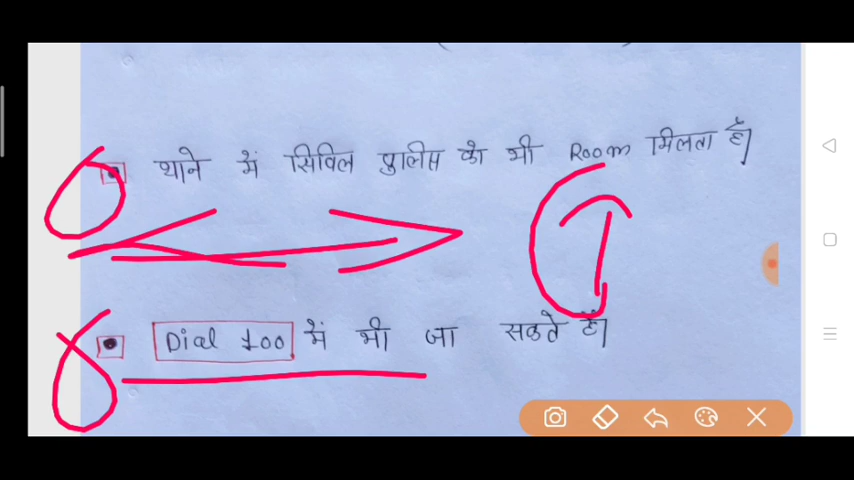 थाने में सिविल पुलिस को भी Room मिलता है।
Dial 100 में भी जा सकते हैं।